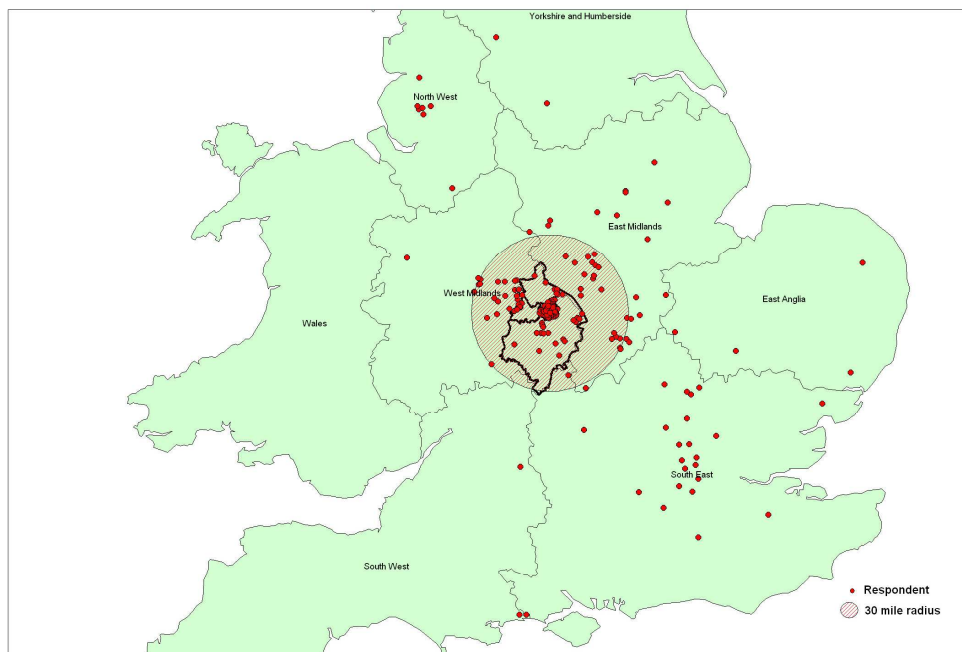 Yorkshire and Humberside
North West
East Midlands
West Midlands
East Anglia
Wales
South East
South West
Respondent
30 mile radius